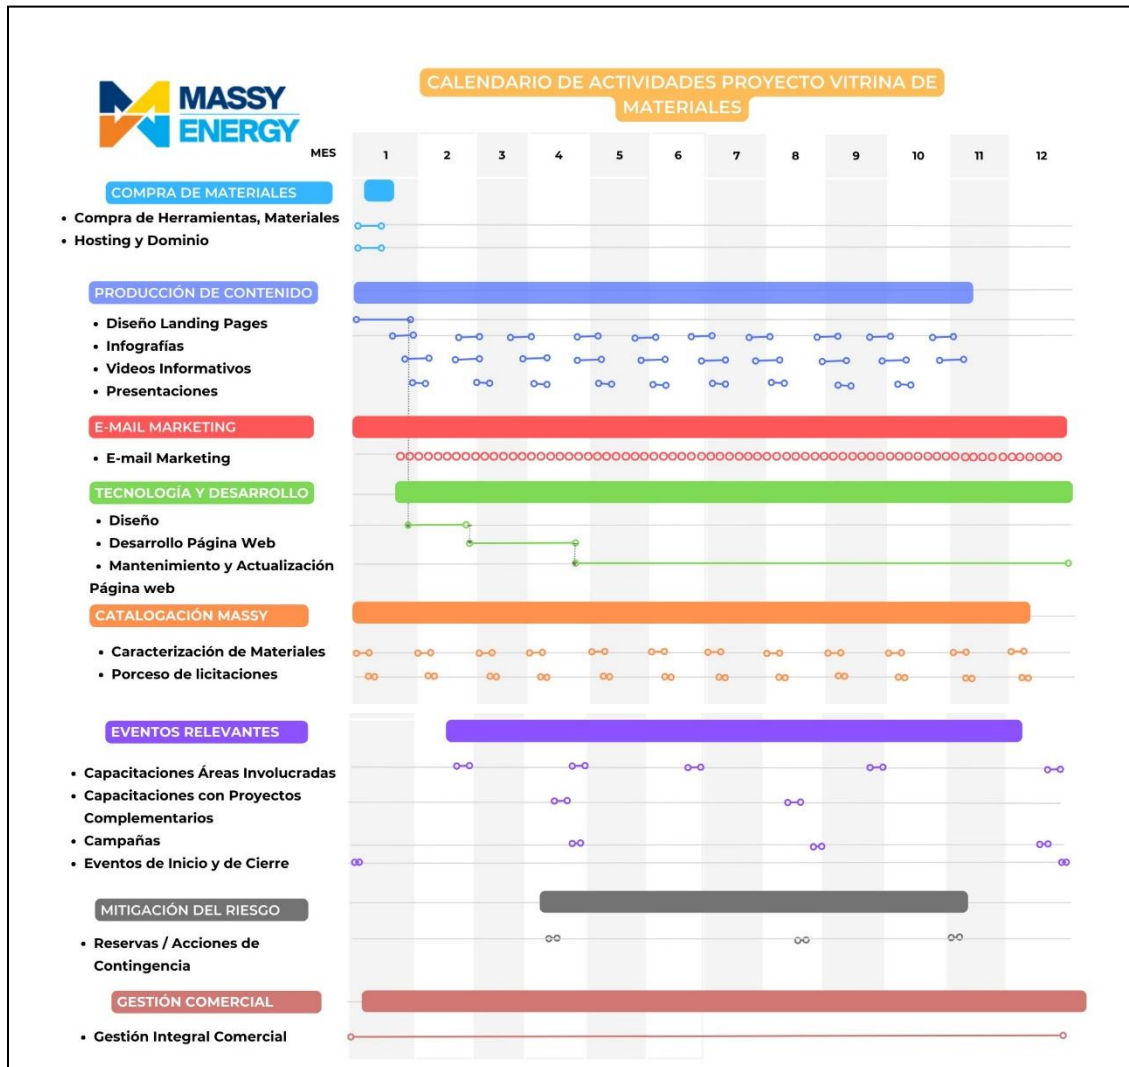 MASSY
ENERGY
CALENDARIO DE ACTIVIDADES PROYECTO VITRINA DE
MATERIALES
MES 1 2 3 4 5 6 7 8 9 10 11 12
COMPRA DE MATERIALES
• Compra de Herramientas, Materiales
• Hosting y Dominio
PRODUCCIÓN DE CONTENIDO
• Diseño Landing Pages
• Infografías
• Videos Informativos
• Presentaciones
E-MAIL MARKETING
• E-mail Marketing
TECNOLOGÍA Y DESARROLLO
• Diseño
• Desarrollo Página Web
• Mantenimiento y Actualización
Página web
CATALOGACIÓN MASSY
• Caracterización de Materiales
• Porceso de licitaciones
EVENTOS RELEVANTES
• Capacitaciones Áreas Involucradas
• Capacitaciones con Proyectos
Complementarios
• Campañas
• Eventos de Inicio y de Cierre
MITIGACIÓN DEL RIESGO
• Reservas / Acciones de
Contingencia
GESTIÓN COMERCIAL
• Gestión Integral Comercial